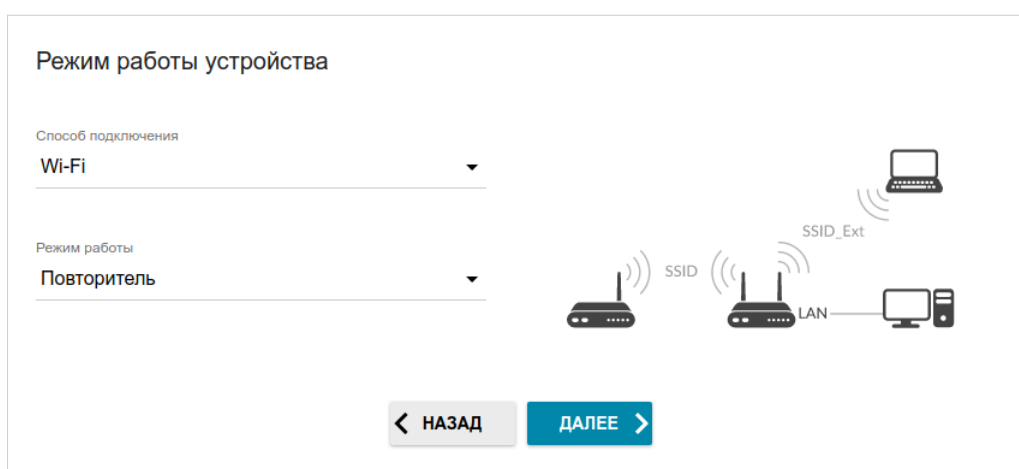 Режим работы устройства
Способ подключения
Wi-Fi
Режим работы
Повторитель
SSID_Ext
SSID
LAN
НАЗАД
ДАЛЕЕ